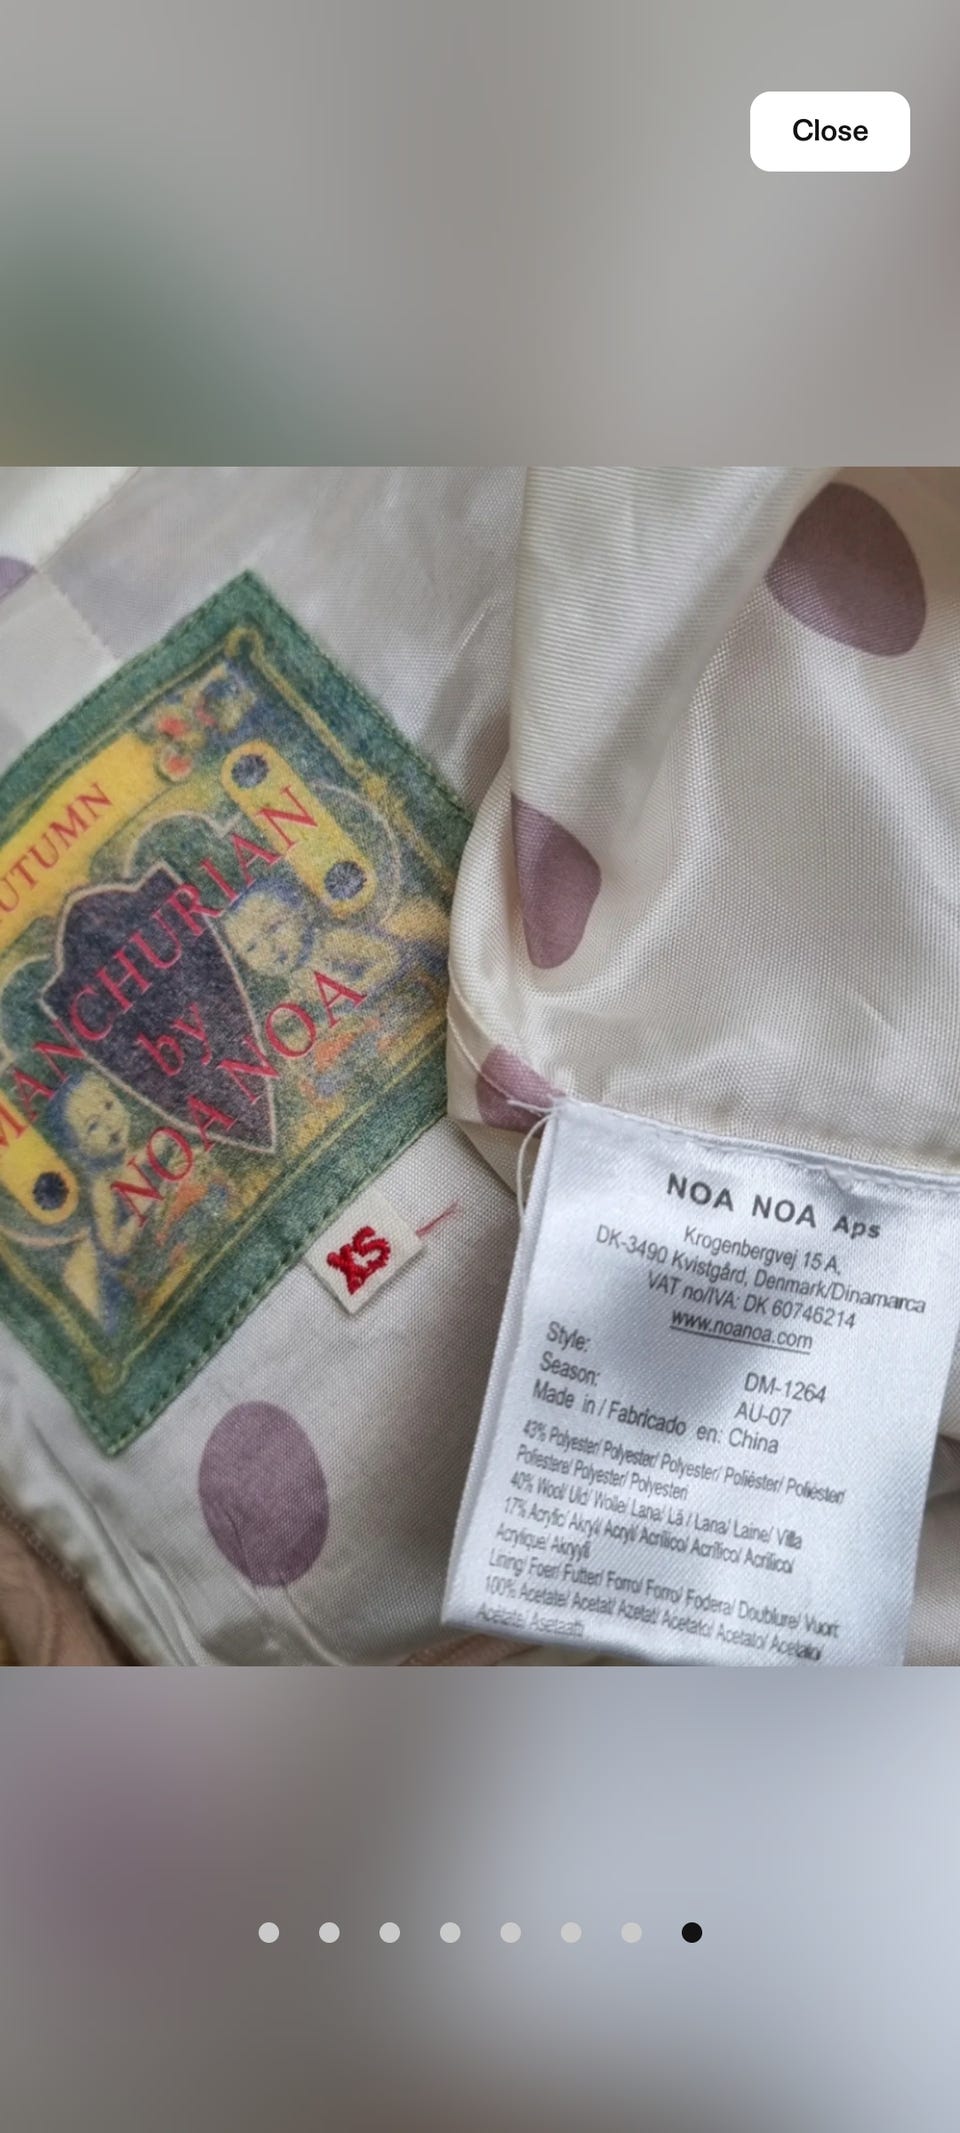 Close
UTUMN
MANCHURIAN
by
NOA NOA
XS
NOA NOA Aps
Krogenbergvej 15 A,
DK-3490 Kvistgård, Denmark/Dinamarca
VAT no/IVA: DK 60746214
www.noanoa.com
Style: DM-1264
Season: AU-07
Made in / Fabricado en: China
43% Polyester/ Polyester/ Polyester/ Poliéster/ Poliéster/
Poliestere/ Polyester/ Polyesteri
40% Wool/ Uld/ Wolle/ Lana/ Lã / Lana/ Laine/ Villa
17% Acrylic/ Akryl/ Acryl/ Acrílico/ Acrílico/ Acrilico/
Acrylique/ Akryyli
Lining/ Foer/ Futter/ Forro/ Forro/ Fodera/ Doublure/ Vuori:
100% Acetate/ Acetat/ Azetat/ Acetato/ Acetato/ Acetato/
Acetate/ Asetaatti